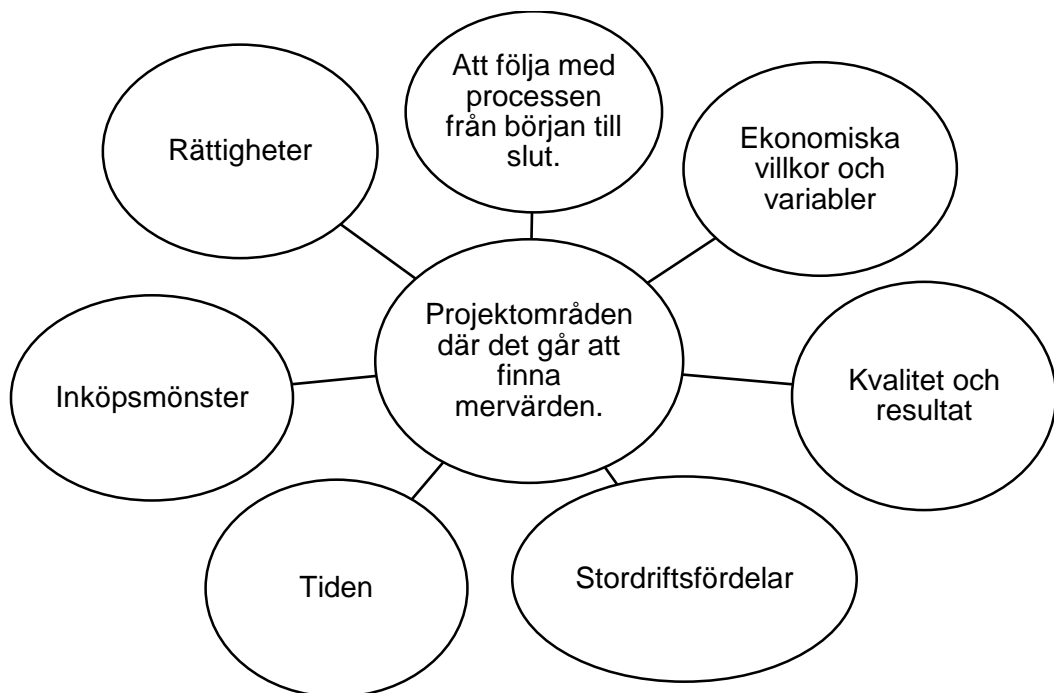 Att följa med
processen
från början till
slut.
Rättigheter
Ekonomiska
villkor och
variabler
Projektområden
där det går att
finna
mervärden.
Inköpsmönster
Kvalitet och
resultat
Tiden
Stordriftsfördelar